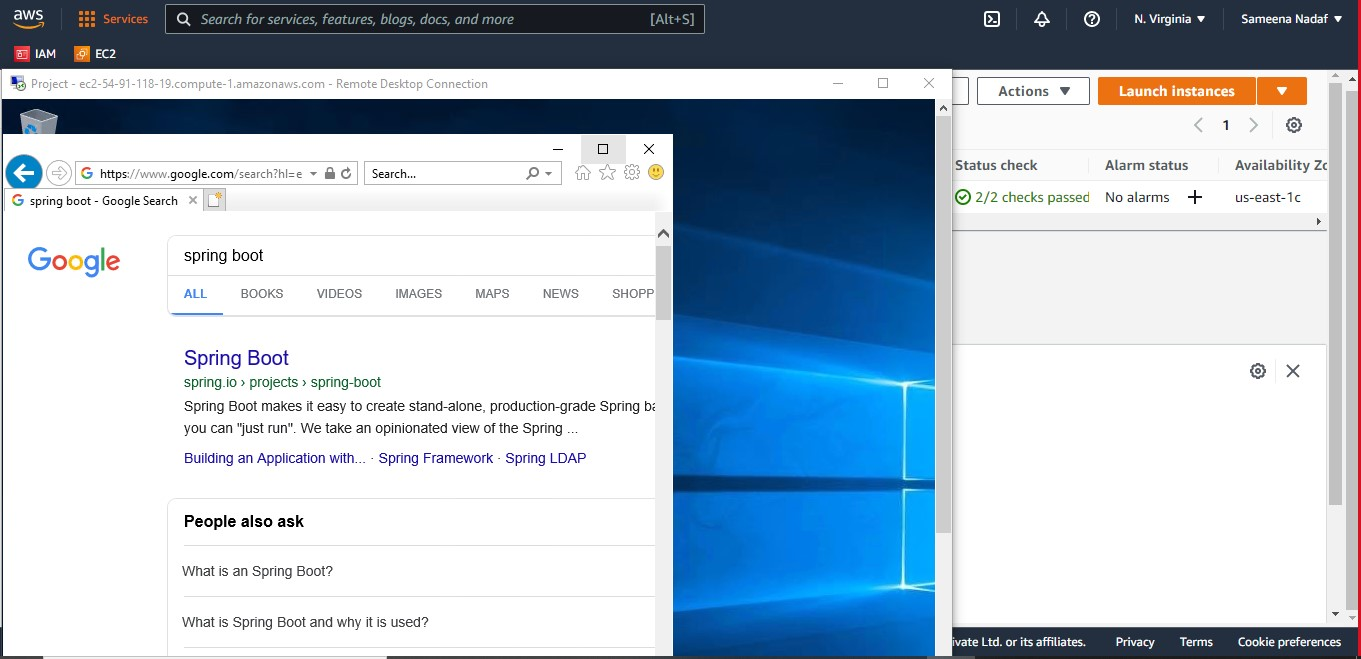 aws
Services
Search for services, features, blogs, docs, and more
[Alt+S]
N. Virginia
Sameena Nadaf
IAM
EC2
Project - ec2-54-91-118-19.compute-1.amazonaws.com - Remote Desktop Connection
Actions
Launch instances
1
https://www.google.com/search?hl=e
Search...
Status check
Alarm status
Availability Zo
spring boot - Google Search
2/2 checks passed
No alarms
us-east-1c
Google
spring boot
ALL
BOOKS
VIDEOS
IMAGES
MAPS
NEWS
SHOPP
Spring Boot
spring.io › projects › spring-boot
Spring Boot makes it easy to create stand-alone, production-grade Spring ba
you can "just run". We take an opinionated view of the Spring ...
Building an Application with... · Spring Framework · Spring LDAP
People also ask
What is an Spring Boot?
What is Spring Boot and why it is used?
ivate Ltd. or its affiliates.
Privacy
Terms
Cookie preferences